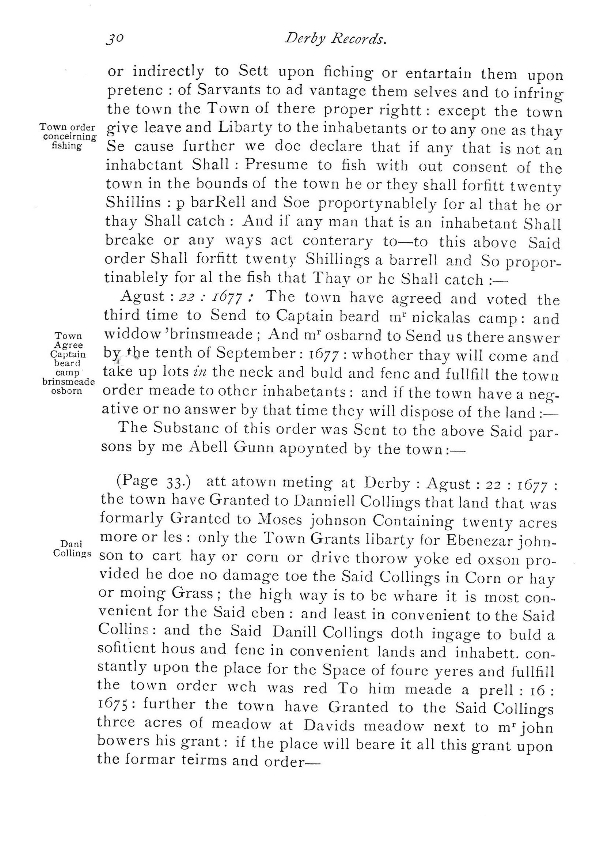 30 Derby Records.
or indirectly to Sett upon fiching or entartain them upon
pretenc : of Sarvants to ad vantage them selves and to infring
the town the Town of there proper rightt : except the town
Town order
concelrning
fishing
give leave and Libarty to the inhabetants or to any one as thay
Se cause further we doe declare that if any that is not an
inhabetant Shall : Presume to fish with out consent of the
town in the bounds of the town he or they shall forfitt twenty
Shillins : p barRell and Soe proportynablely for al that he or
thay Shall catch : And if any man that is an inhabetant Shall
breake or any ways act conterary to—to this above Said
order Shall forfitt twenty Shillings a barrell and So propor-
tinablely for al the fish that Thay or he Shall catch :—
Agust : 22 : 1677 : The town have agreed and voted the
third time to Send to Captain beard mr nickalas camp : and
widdow 'brinsmeade ; And mr osbarnd to Send us there answer
Town
Agree
Captain
beard
camp
brinsmeade
osborn
by the tenth of September : 1677 : whother thay will come and
take up lots in the neck and buld and fenc and fullfill the town
order meade to other inhabetants : and if the town have a neg-
ative or no answer by that time they will dispose of the land :—
The Substanc of this order was Sent to the above Said par-
sons by me Abell Gunn apoynted by the town :—
(Page 33.) att atown meting at Derby : Agust : 22 : 1677 :
the town have Granted to Danniell Collings that land that was
formarly Granted to Moses johnson Containing twenty acres
Dani
Collings
more or les : only the Town Grants libarty for Ebenezar john-
son to cart hay or corn or drive thorow yoke ed oxson pro-
vided he doe no damage toe the Said Collings in Corn or hay
or moing Grass ; the high way is to be whare it is most con-
venient for the Said eben : and least in convenient to the Said
Collins : and the Said Danill Collings doth ingage to buld a
sofitient hous and fenc in convenient lands and inhabett. con-
stantly upon the place for the Space of foure yeres and fullfill
the town order wch was red To him meade a prell : 16 :
1675 : further the town have Granted to the Said Collings
three acres of meadow at Davids meadow next to mr john
bowers his grant : if the place will beare it all this grant upon
the formar teirms and order—